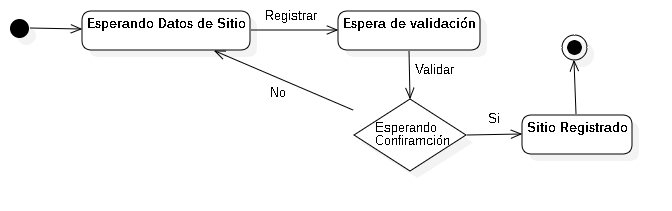 Esperando Datos de Sitio
Registrar
Espera de validación
Validar
No
Esperando
Confiramción
Si
Sitio Registrado